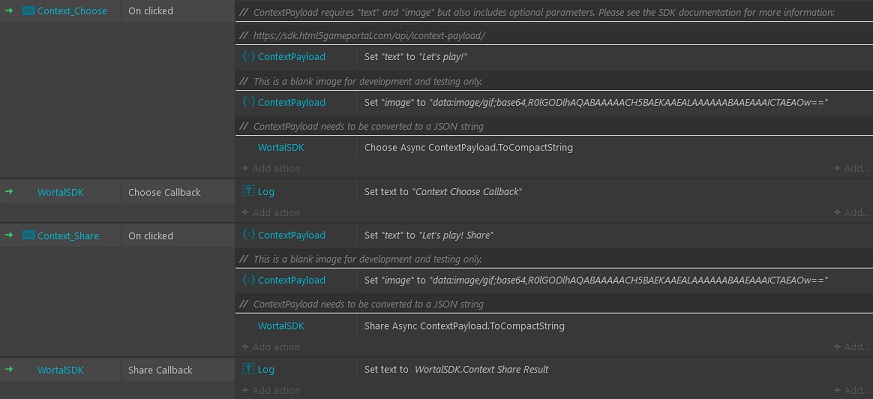 Context_Choose On clicked // ContextPayload requires "text" and "image" but also includes optional parameters. Please see the SDK documentation for more information:
// https://sdk.html5gameportal.com/api/context-payload/
ContextPayload Set "text" to "Let's play!"
// This is a blank image for development and testing only.
ContextPayload Set "image" to "data:image/gif;base64,R0lGODlhAQABAAAAACH5BAEKAAEALAAAAAABAAEAAAICTAEAOw=="
// ContextPayload needs to be converted to a JSON string
WortalSDK Choose Async ContextPayload.ToCompactString
+ Add action + Add...
WortalSDK Choose Callback T Log Set text to "Context Choose Callback"
+ Add action + Add...
Context_Share On clicked ContextPayload Set "text" to "Let's play! Share"
// This is a blank image for development and testing only.
ContextPayload Set "image" to "data:image/gif;base64,R0lGODlhAQABAAAAACH5BAEKAAEALAAAAAABAAEAAAICTAEAOw=="
// ContextPayload needs to be converted to a JSON string
WortalSDK Share Async ContextPayload.ToCompactString
+ Add action + Add...
WortalSDK Share Callback T Log Set text to WortalSDK.Context Share Result
+ Add action + Add...